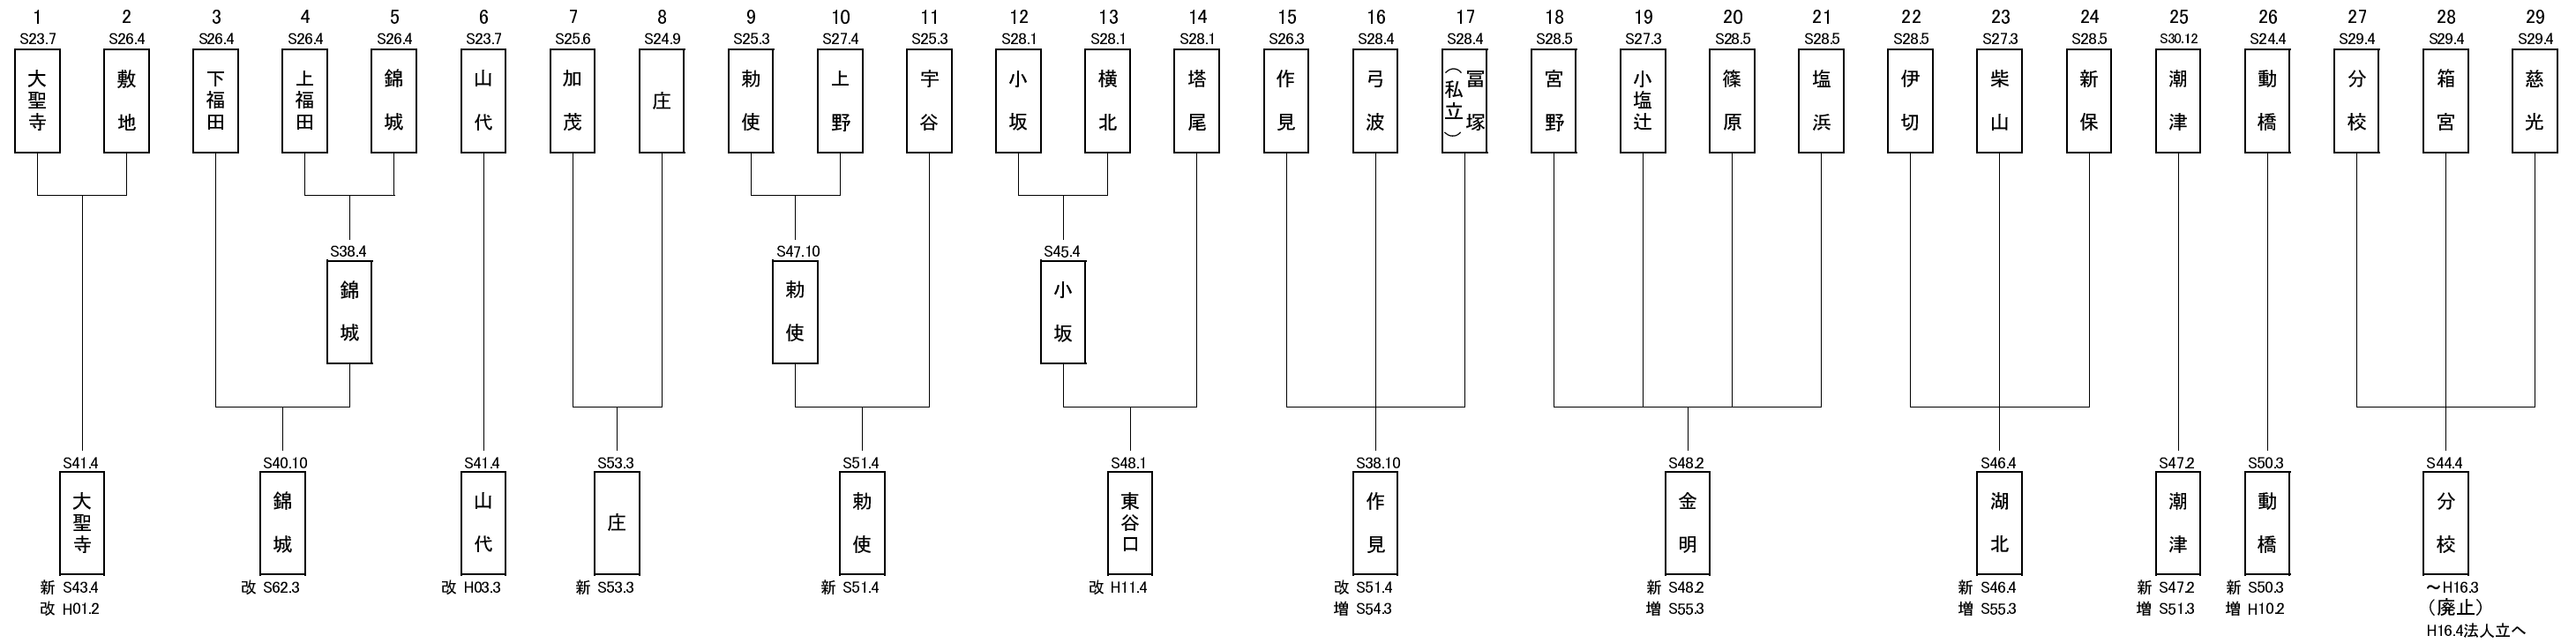 1 2 3 4 5 6 7 8 9 10 11 12 13 14 15 16 17 18 19 20 21 22 23 24 25 26 27 28 29
S23.7 S26.4 S26.4 S26.4 S26.4 S23.7 S25.6 S24.9 S25.3 S27.4 S25.3 S28.1 S28.1 S28.1 S26.3 S28.4 S28.4 S28.5 S27.3 S28.5 S28.5 S28.5 S27.3 S28.5 S30.12 S24.4 S29.4 S29.4 S29.4
大聖寺
敷地
下福田
上福田
錦城
山代
加茂
庄
勅使
上野
宇谷
小坂
横北
塔尾
作見
弓波
冨塚
（私立）
宮野
小塩辻
篠原
塩浜
伊切
柴山
新保
潮津
動橋
分校
箱宮
慈光
S38.4 S47.10 S45.4
錦城
勅使
小坂
S41.4 S40.10 S41.4 S53.3 S51.4 S48.1 S38.10 S48.2 S46.4 S47.2 S50.3 S44.4
大聖寺
錦城
山代
庄
勅使
東谷口
作見
金明
湖北
潮津
動橋
分校
新 S43.4
改 H01.2
改 S62.3
改 H03.3
新 S53.3
新 S51.4
改 H11.4
改 S51.4
増 S54.3
新 S48.2
増 S55.3
新 S46.4
増 S55.3
新 S47.2
増 S51.3
新 S50.3
増 H10.2
～H16.3
（廃止）
H16.4法人立へ